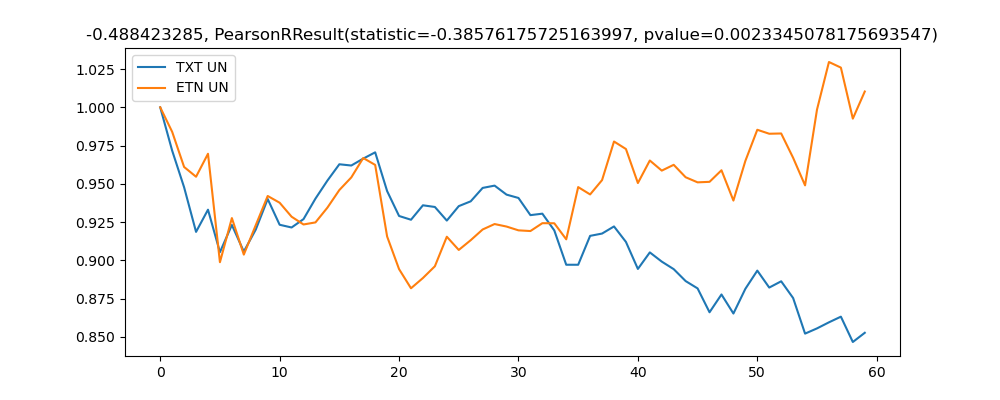 -0.488423285, PearsonRResult(statistic=-0.38576175725163997, pvalue=0.0023345078175693547)
TXT UN
ETN UN
1.025
1.000
0.975
0.950
0.925
0.900
0.875
0.850
0 10 20 30 40 50 60